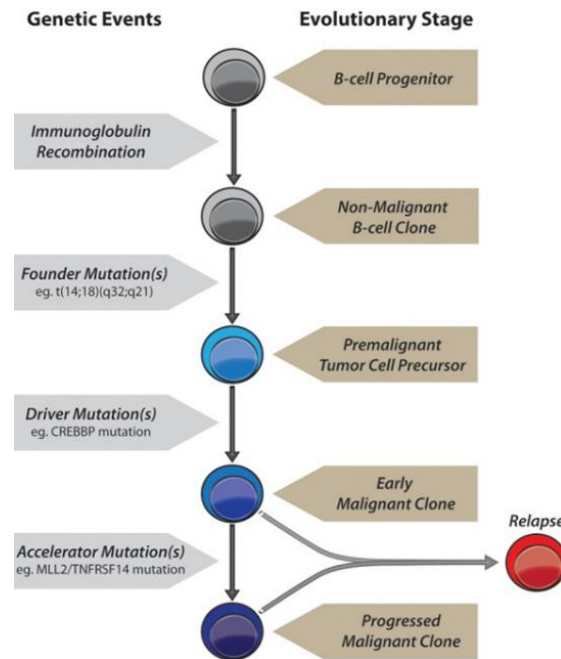 Genetic Events
Evolutionary Stage
B-cell Progenitor
Immunoglobulin
Recombination
Non-Malignant
B-cell Clone
Founder Mutation(s)
eg. t(14;18)(q32;q21)
Premalignant
Tumor Cell Precursor
Driver Mutation(s)
eg. CREBBP mutation
Early
Malignant Clone
Relapse
Accelerator Mutation(s)
eg. MLL2/TNFRSF14 mutation
Progressed
Malignant Clone